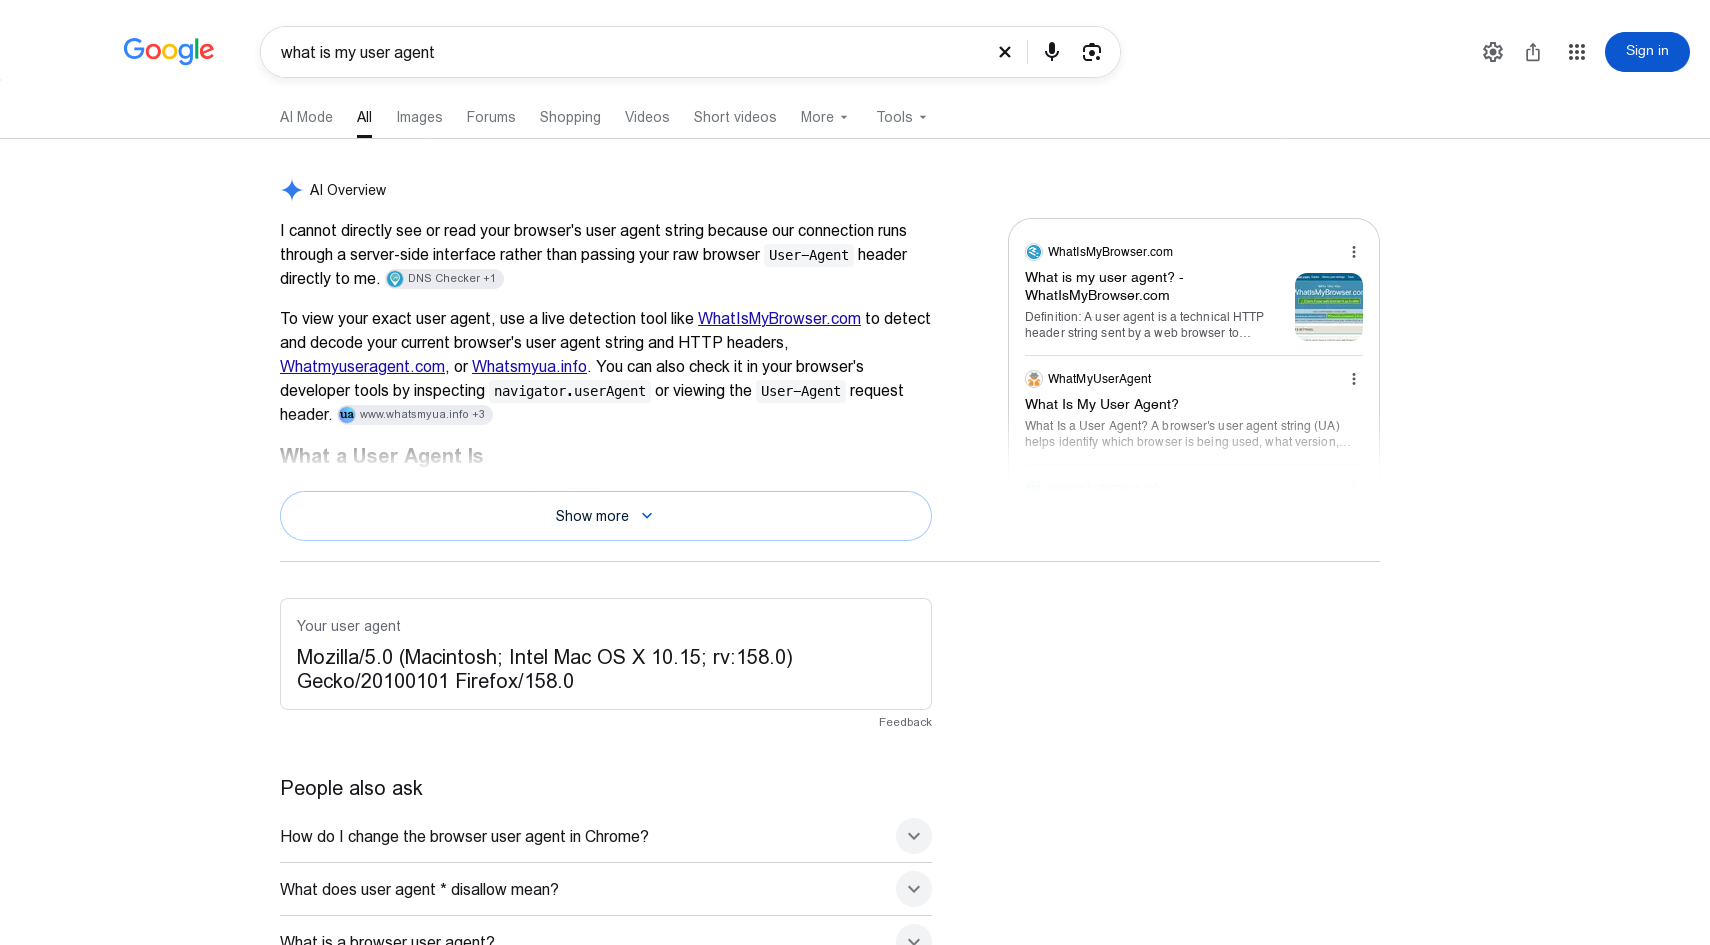 Google
what is my user agent
Sign in
AI Mode All Images Forums Shopping Videos Short videos More Tools
AI Overview
I cannot directly see or read your browser's user agent string because our connection runs
through a server-side interface rather than passing your raw browser User-Agent header
directly to me. DNS Checker +1
To view your exact user agent, use a live detection tool like WhatIsMyBrowser.com to detect
and decode your current browser's user agent string and HTTP headers,
Whatmyuseragent.com, or Whatsmyua.info. You can also check it in your browser's
developer tools by inspecting navigator.userAgent or viewing the User-Agent request
header. ua www.whatsmyua.info +3
What a User Agent Is
Show more
WhatIsMyBrowser.com
What is my user agent? -
WhatIsMyBrowser.com
Definition: A user agent is a technical HTTP
header string sent by a web browser to...
WhatMyUserAgent
What Is My User Agent?
What Is a User Agent? A browser's user agent string (UA)
helps identify which browser is being used, what version,...
Your user agent
Mozilla/5.0 (Macintosh; Intel Mac OS X 10.15; rv:158.0)
Gecko/20100101 Firefox/158.0
Feedback
People also ask
How do I change the browser user agent in Chrome?
What does user agent * disallow mean?
What is a browser user agent?